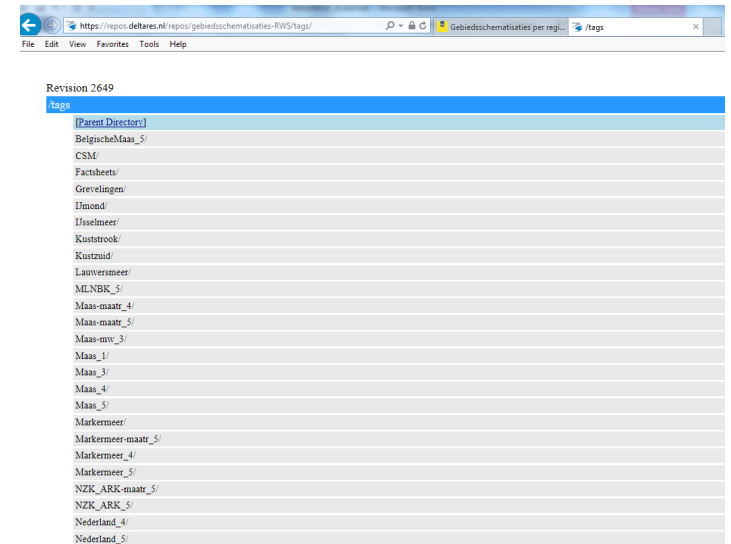 https://repos.deltares.nl/repos/gebiedsschematisaties-RWS/tags/
Gebiedsschematisaties per regi...
/tags
File Edit View Favorites Tools Help
Revision 2649
/tags
[Parent Directory]
BelgischeMaas_5/
CSM/
Factsheets/
Grevelingen/
IJmond/
IJsselmeer/
Kuststrook/
Kustzuid/
Lauwersmeer/
MLNBK_5/
Maas-maatr_4/
Maas-maatr_5/
Maas-mw_3/
Maas_1/
Maas_3/
Maas_4/
Maas_5/
Markermeer/
Markermeer-maatr_5/
Markermeer_4/
Markermeer_5/
NZK_ARK-maatr_5/
NZK_ARK_5/
Nederland_4/
Nederland_5/